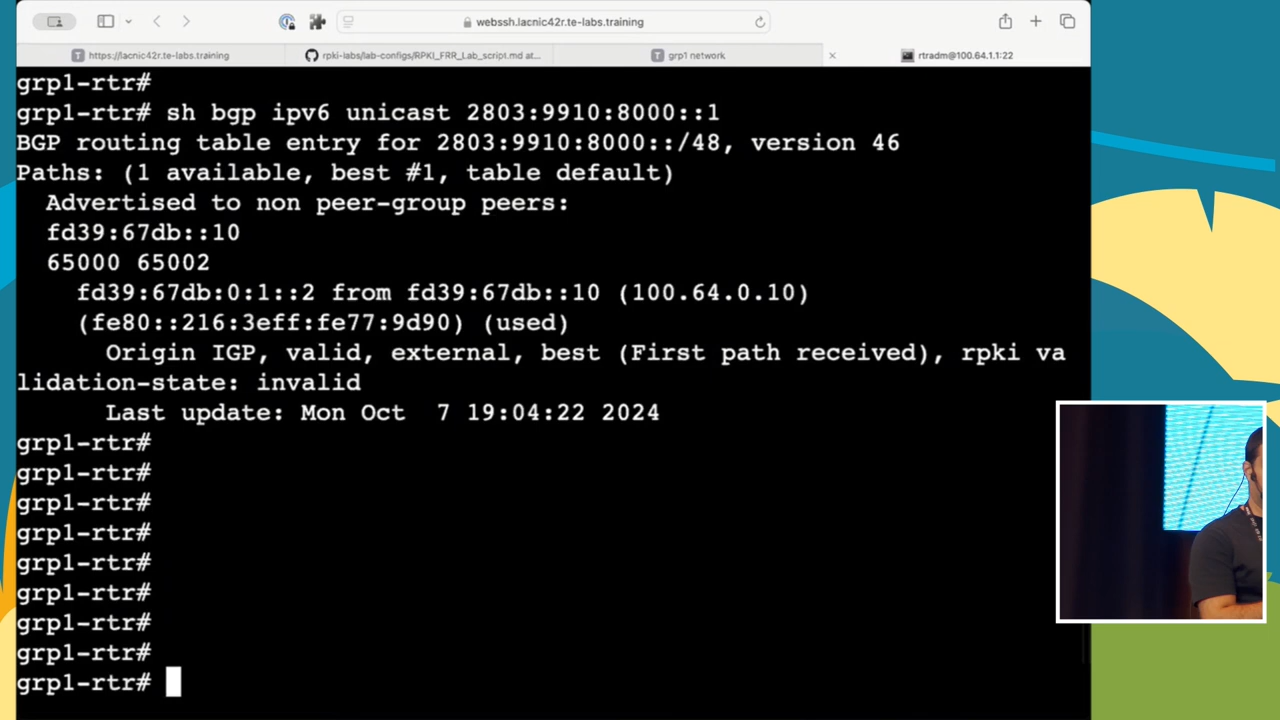 webssh.lacnic42r.te-labs.training
https://lacnic42r.te-labs.training
rpki-labs/lab-configs/RPKI_FRR_Lab_script.md at...
grp1 network
rtradm@100.64.1.1:22
grp1-rtr#
grp1-rtr# sh bgp ipv6 unicast 2803:9910:8000::1
BGP routing table entry for 2803:9910:8000::/48, version 46
Paths: (1 available, best #1, table default)
Advertised to non peer-group peers:
fd39:67db::10
65000 65002
fd39:67db:0:1::2 from fd39:67db::10 (100.64.0.10)
(fe80::216:3eff:fe77:9d90) (used)
Origin IGP, valid, external, best (First path received), rpki va
lidation-state: invalid
Last update: Mon Oct  7 19:04:22 2024
grp1-rtr#
grp1-rtr#
grp1-rtr#
grp1-rtr#
grp1-rtr#
grp1-rtr#
grp1-rtr#
grp1-rtr#
grp1-rtr#